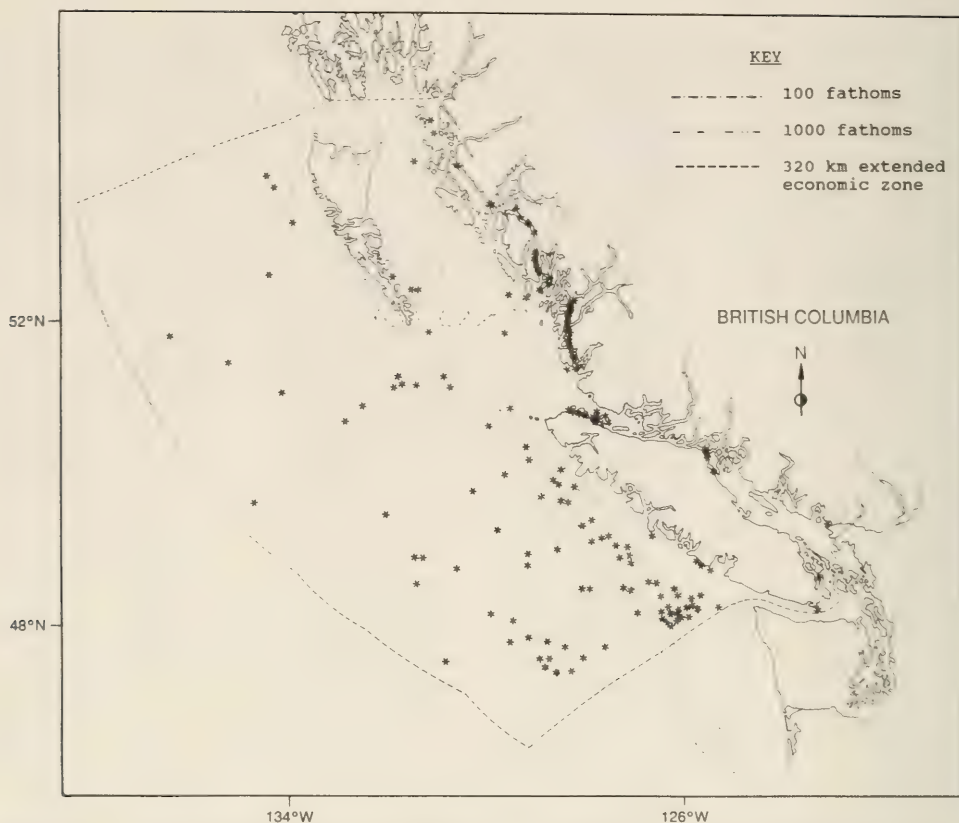 KEY
100 fathoms
1000 fathoms
320 km extended
economic zone
52°N
BRITISH COLUMBIA
N
48°N
134°W
126°W